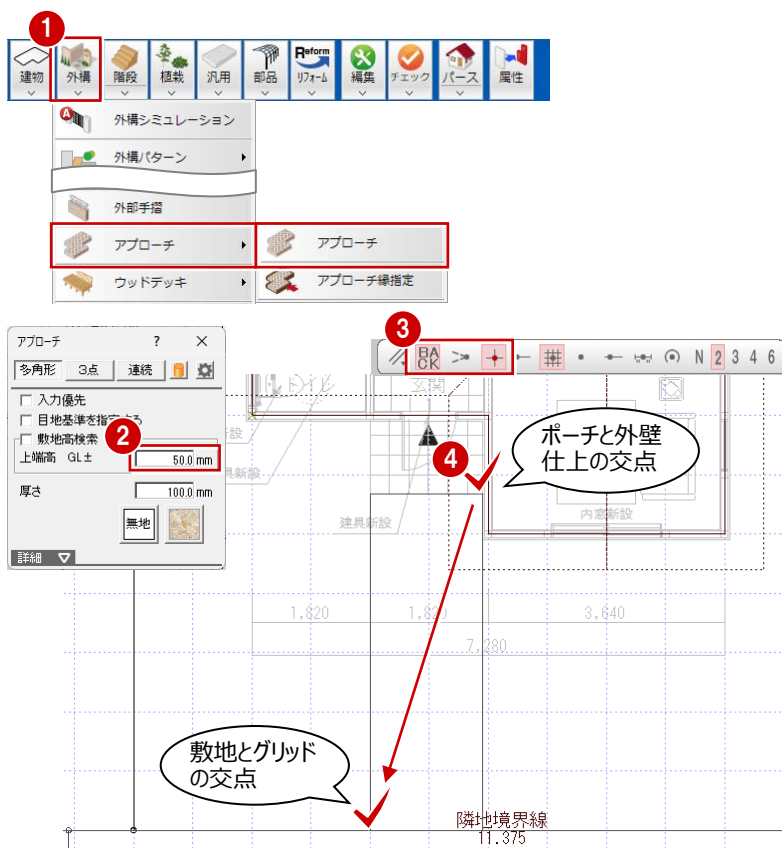 1
建物
外構
階段
植栽
汎用
部品
Reform
リフォーム
編集
チェック
パース
属性
外構シミュレーション
外構パターン
外部手摺
アプローチ
アプローチ
ウッドデッキ
アプローチ縁指定
アプローチ ? ×
多角形 3点 連続
入力優先
目地基準を指定する
敷地高検索
2
上端高 GL± 50.0 mm
厚さ 100.0 mm
無地
詳細
3
BACK N 2 3 4 6
トイレ
玄関
4
ポーチと外壁
仕上の交点
建具新設
内窓新設
1,820 1,820 3,640
7,280
敷地とグリッド
の交点
隣地境界線
11.375